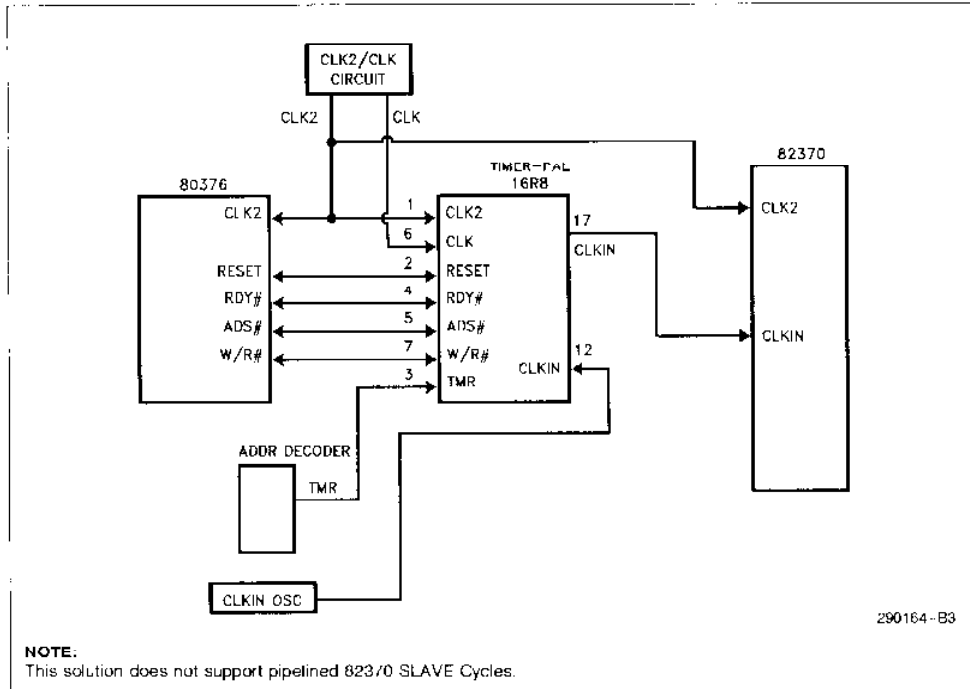 CLK2/CLK
CIRCUIT
CLK2
CLK
80376
TIMER-PAL
16R8
82370
CLK2
1
CLK2
17
CLK2
6
CLK
CLKIN
RESET
2
RESET
RDY#
4
RDY#
ADS#
5
ADS#
CLKIN
W/R#
7
W/R#
12
3
TMR
CLKIN
ADDR DECODER
TMR
CLKIN OSC
290164-B3
NOTE:
This solution does not support pipelined 82370 SLAVE Cycles.